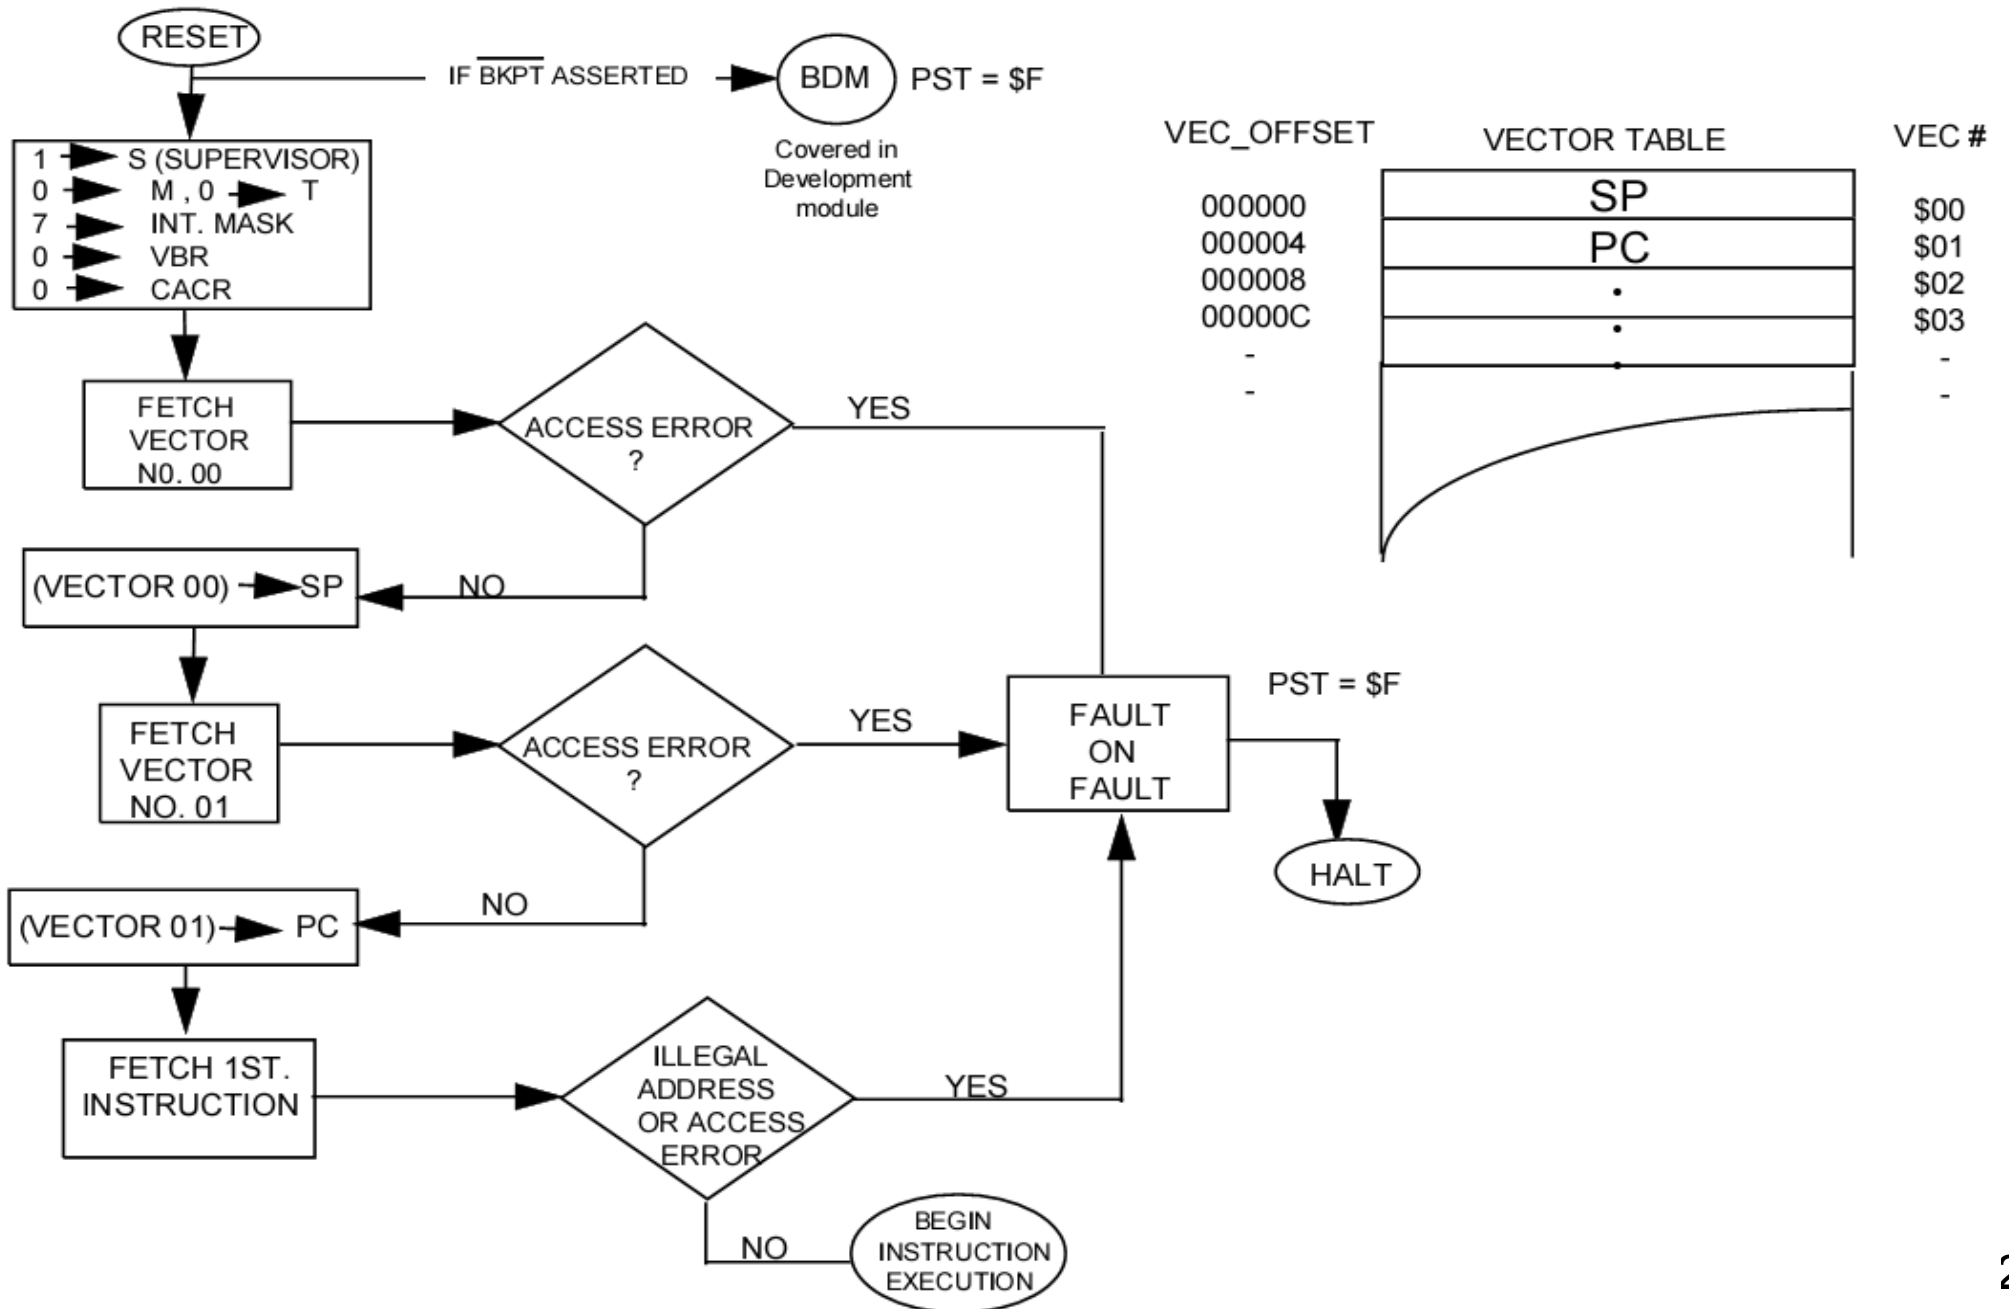 RESET
IF BKPT ASSERTED
BDM
PST = $F
Covered in
Development
module
1 S (SUPERVISOR)
0 M , 0 T
7 INT. MASK
0 VBR
0 CACR
VEC_OFFSET
VECTOR TABLE
VEC #
000000 SP $00
000004 PC $01
000008 . $02
00000C . $03
- . -
- -
FETCH
VECTOR
N0. 00
ACCESS ERROR
?
YES
NO
(VECTOR 00) SP
FETCH
VECTOR
NO. 01
ACCESS ERROR
?
YES
NO
FAULT
ON
FAULT
PST = $F
HALT
(VECTOR 01) PC
FETCH 1ST.
INSTRUCTION
ILLEGAL
ADDRESS
OR ACCESS
ERROR
YES
NO
BEGIN
INSTRUCTION
EXECUTION